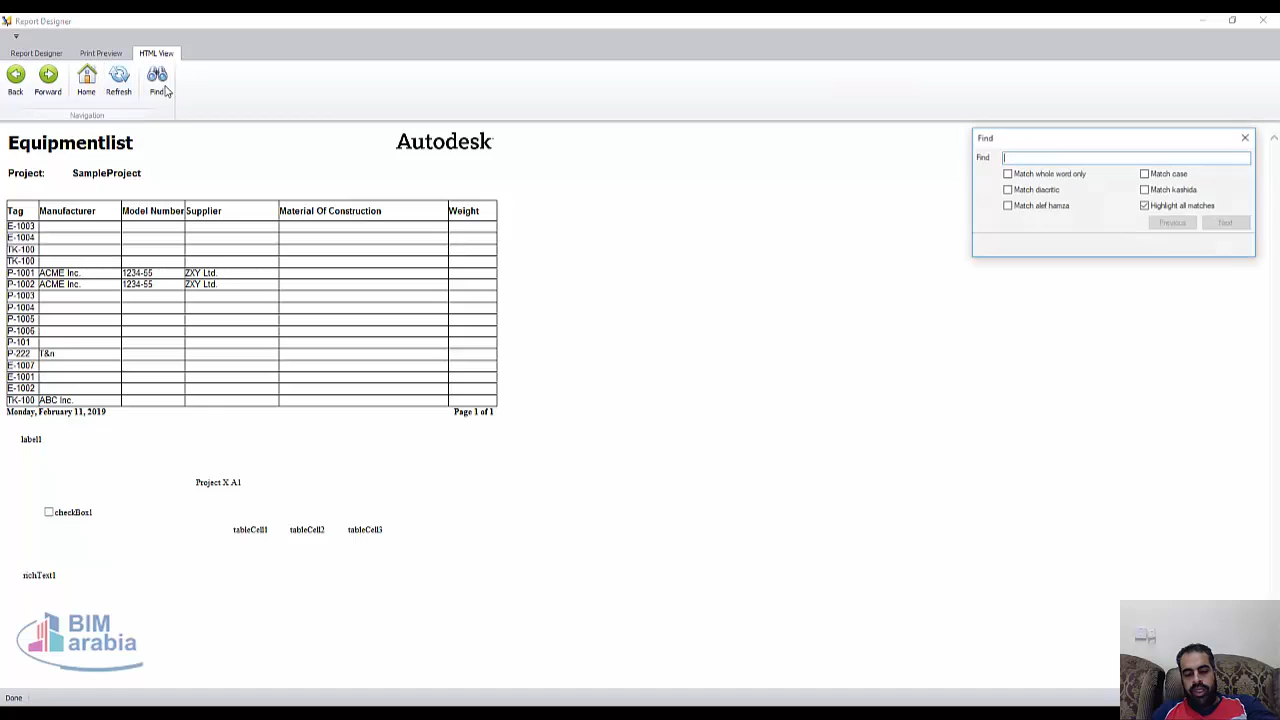 Report Designer
Report Designer Print Preview HTML View
Back Forward Home Refresh Find
Navigation
Equipmentlist
Autodesk
Project: SampleProject
Tag Manufacturer Model Number Supplier Material Of Construction Weight
E-1003
E-1004
TK-100
TK-100
P-1001 ACME Inc. 1234-55 ZXY Ltd.
P-1002 ACME Inc. 1234-55 ZXY Ltd.
P-1003
P-1004
P-1005
P-1006
P-101
P-222 T&n
E-1007
E-1001
E-1002
TK-100 ABC Inc.
Monday, February 11, 2019 Page 1 of 1
label1
Project X A1
checkBox1
tableCell1 tableCell2 tableCell3
richText1
BIM
arabia
Find
Find
Match whole word only Match case
Match diacritic Match kashida
Match alef hamza Highlight all matches
Previous Next
Done